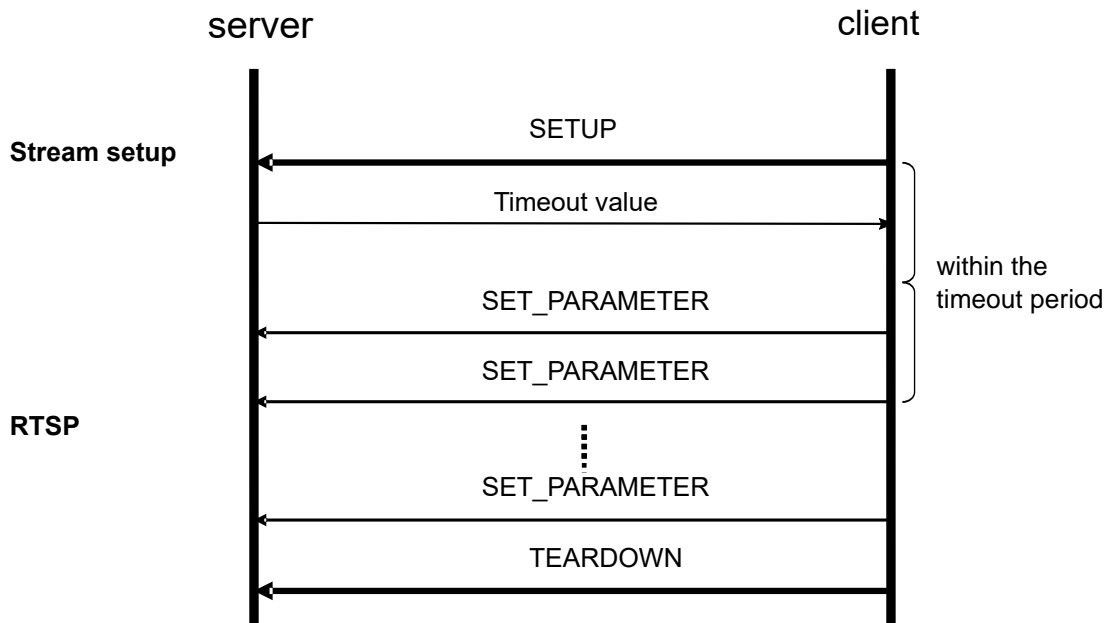 server
client
SETUP
Stream setup
Timeout value
within the
timeout period
SET_PARAMETER
SET_PARAMETER
RTSP
SET_PARAMETER
TEARDOWN